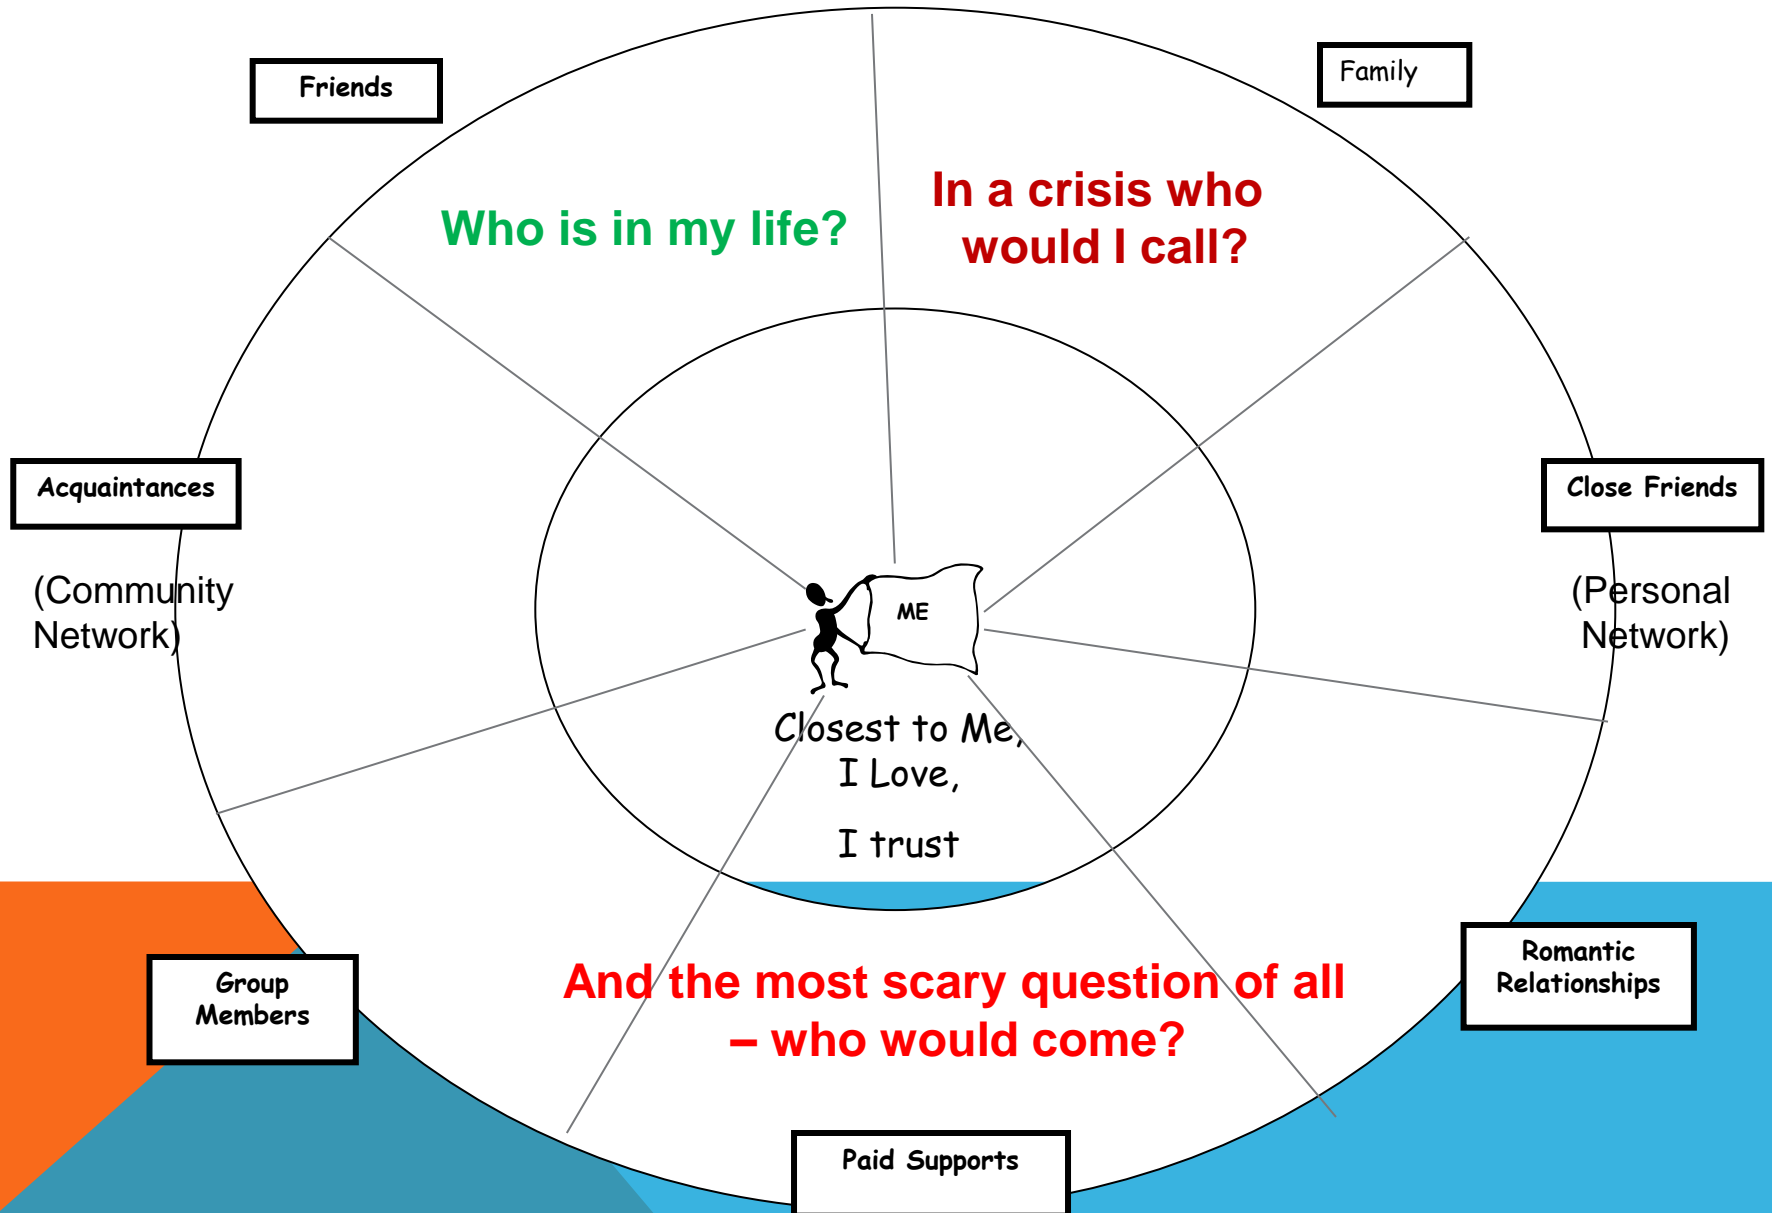 Friends
Family
Who is in my life?
In a crisis who
would I call?
Acquaintances
Close Friends
(Community
Network)
(Personal
Network)
ME
Closest to Me,
I Love,
I trust
Group
Members
And the most scary question of all
– who would come?
Romantic
Relationships
Paid Supports